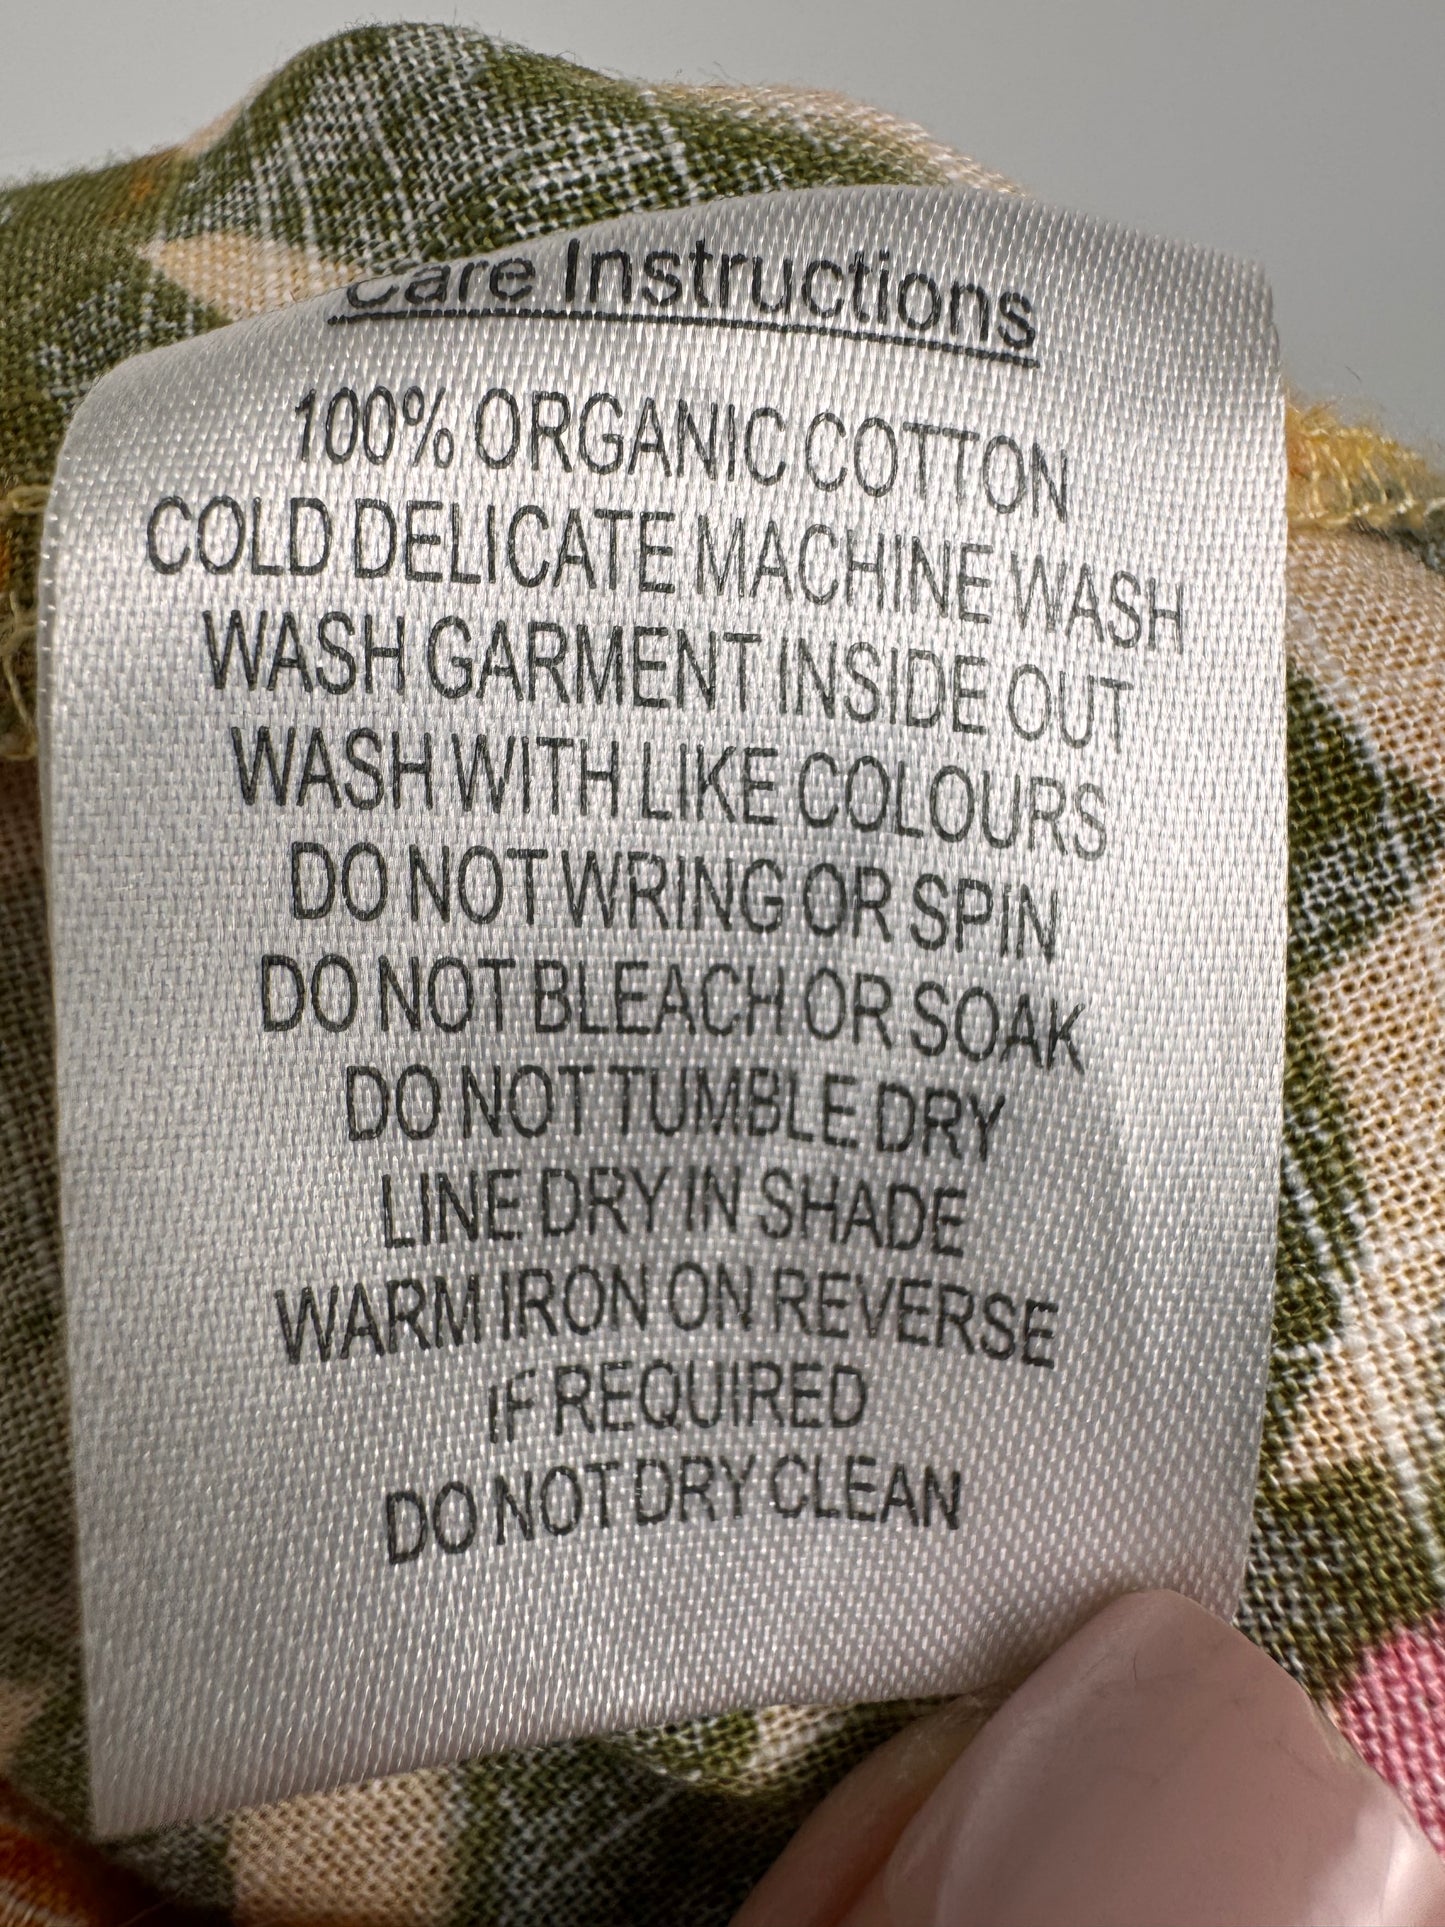 Care Instructions
100% ORGANIC COTTON
COLD DELICATE MACHINE WASH
WASH GARMENT INSIDE OUT
WASH WITH LIKE COLOURS
DO NOT WRING OR SPIN
DO NOT BLEACH OR SOAK
DO NOT TUMBLE DRY
LINE DRY IN SHADE
WARM IRON ON REVERSE
IF REQUIRED
DO NOT DRY CLEAN